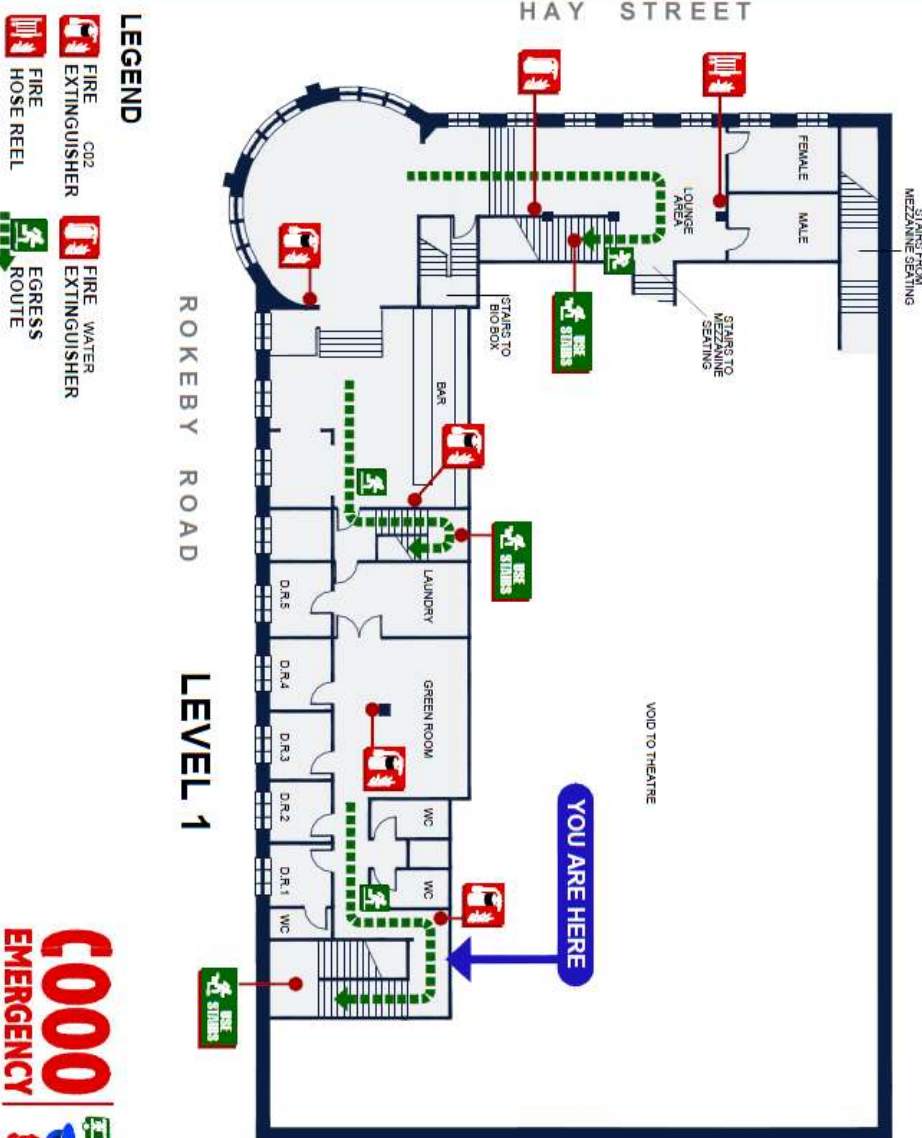 HAY STREET
STAIRS FROM
MEZZANINE SEATING
FEMALE
MALE
LOUNGE
AREA
STAIRS TO
MEZZANINE
SEATING
USE
STAIRS
STAIRS TO
BIO BOX
BAR
USE
STAIRS
LAUNDRY
GREEN ROOM
VOID TO THEATRE
YOU ARE HERE
WC
WC
D.R.5
D.R.4
D.R.3
D.R.2
D.R.1
WC
USE
STAIRS
ROKEBY ROAD
LEVEL 1
LEGEND
FIRE CO2
EXTINGUISHER
FIRE WATER
EXTINGUISHER
FIRE
HOSE REEL
EGRESS
ROUTE
000
EMERGENCY